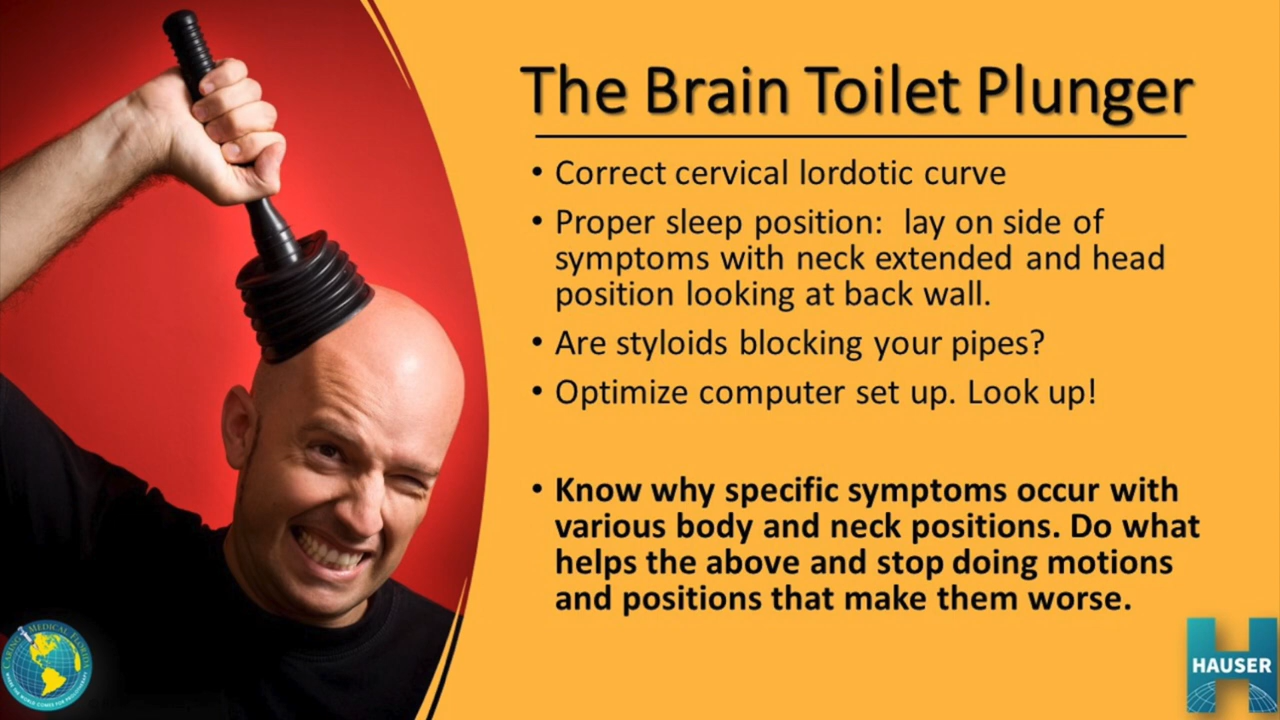 The Brain Toilet Plunger
• Correct cervical lordotic curve
• Proper sleep position:  lay on side of
symptoms with neck extended and head
position looking at back wall.
• Are styloids blocking your pipes?
• Optimize computer set up. Look up!
• Know why specific symptoms occur with
various body and neck positions. Do what
helps the above and stop doing motions
and positions that make them worse.
CARING MEDICAL FLORIDA
HAUSER